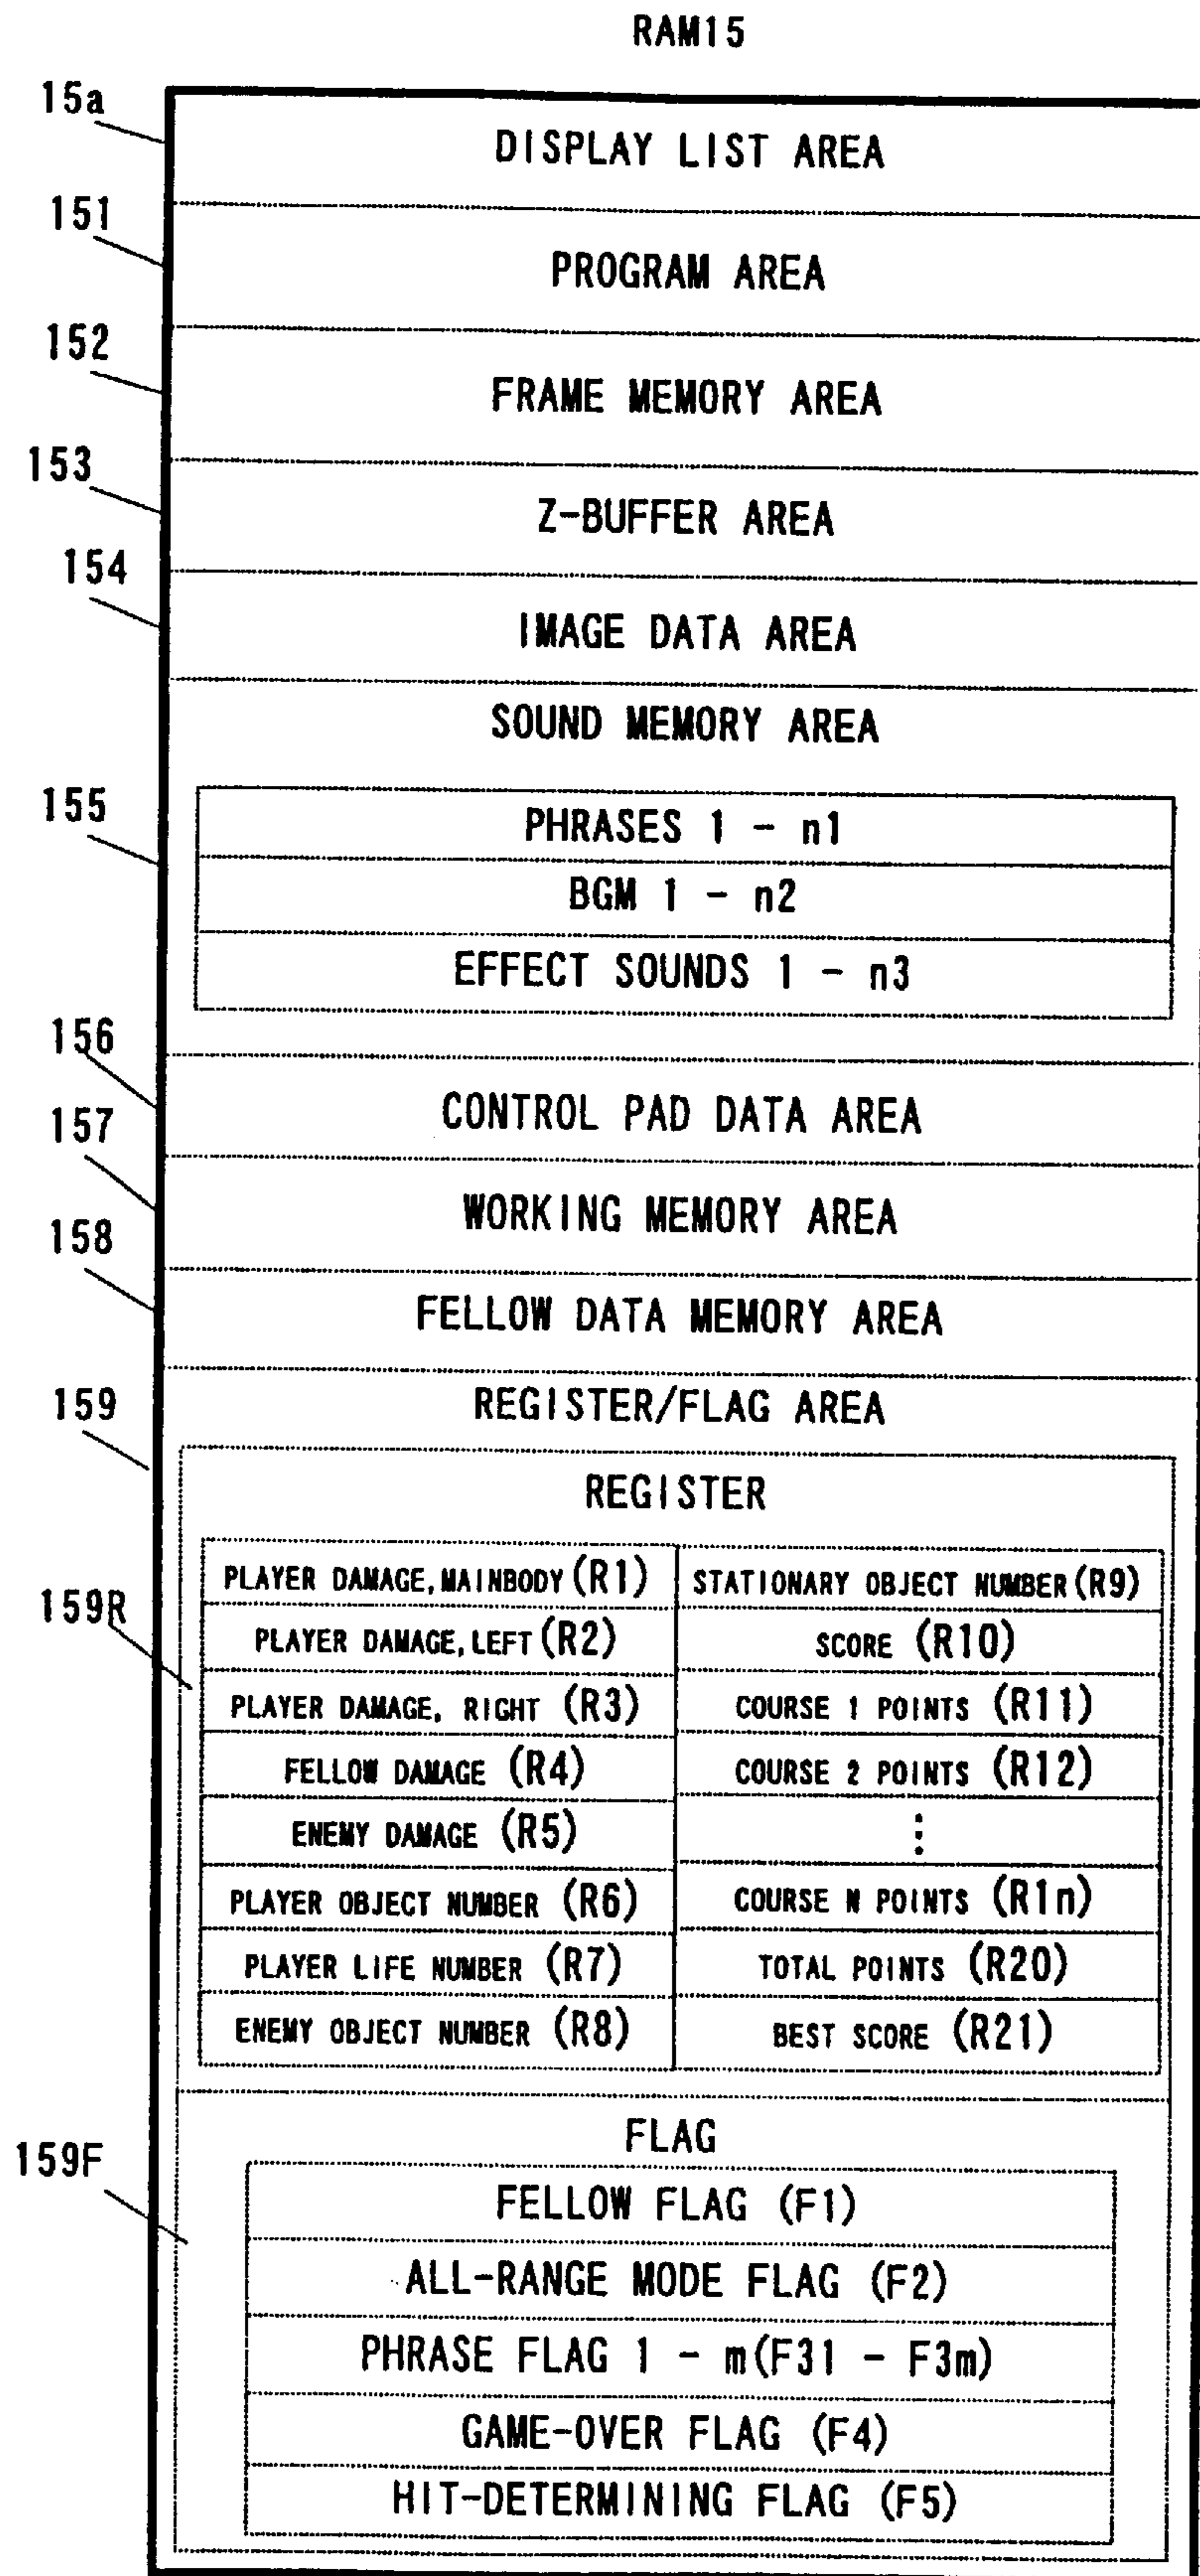 RAM15
15a
DISPLAY LIST AREA
151
PROGRAM AREA
152
FRAME MEMORY AREA
153
Z-BUFFER AREA
154
IMAGE DATA AREA
SOUND MEMORY AREA
155
PHRASES 1 - n1
BGM 1 - n2
EFFECT SOUNDS 1 - n3
156
CONTROL PAD DATA AREA
157
WORKING MEMORY AREA
158
FELLOW DATA MEMORY AREA
159
REGISTER/FLAG AREA
REGISTER
159R
PLAYER DAMAGE,MAINBODY (R1)
STATIONARY OBJECT NUMBER (R9)
PLAYER DAMAGE,LEFT (R2)
SCORE (R10)
PLAYER DAMAGE, RIGHT (R3)
COURSE 1 POINTS (R11)
FELLOW DAMAGE (R4)
COURSE 2 POINTS (R12)
ENEMY DAMAGE (R5)
⋮
PLAYER OBJECT NUMBER (R6)
COURSE N POINTS (R1n)
PLAYER LIFE NUMBER (R7)
TOTAL POINTS (R20)
ENEMY OBJECT NUMBER (R8)
BEST SCORE (R21)
159F
FLAG
FELLOW FLAG (F1)
ALL-RANGE MODE FLAG (F2)
PHRASE FLAG 1 - m(F31 - F3m)
GAME-OVER FLAG (F4)
HIT-DETERMINING FLAG (F5)